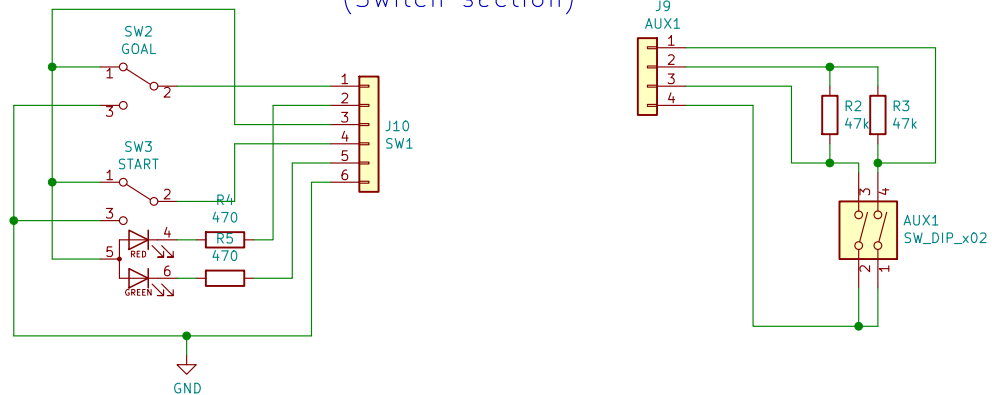 (Switch section)
SW2
GOAL
1
2
3
SW3
START
1
2
3
4
5
6
RED
GREEN
R4
470
R5
470
1
2
3
4
5
6
J10
SW1
GND
J9
AUX1
1
2
3
4
R2
47k
R3
47k
3
4
2
1
AUX1
SW_DIP_x02